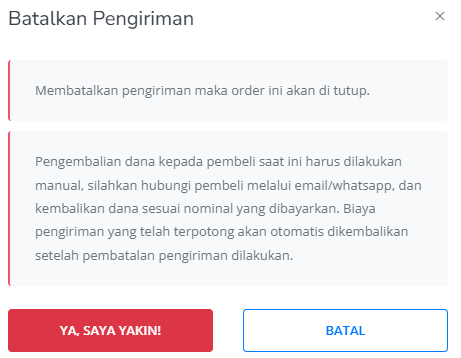 Batalkan Pengiriman
Membatalkan pengiriman maka order ini akan di tutup.
Pengembalian dana kepada pembeli saat ini harus dilakukan
manual, silahkan hubungi pembeli melalui email/whatsapp, dan
kembalikan dana sesuai nominal yang dibayarkan. Biaya
pengiriman yang telah terpotong akan otomatis dikembalikan
setelah pembatalan pengiriman dilakukan.
YA, SAYA YAKIN!
BATAL